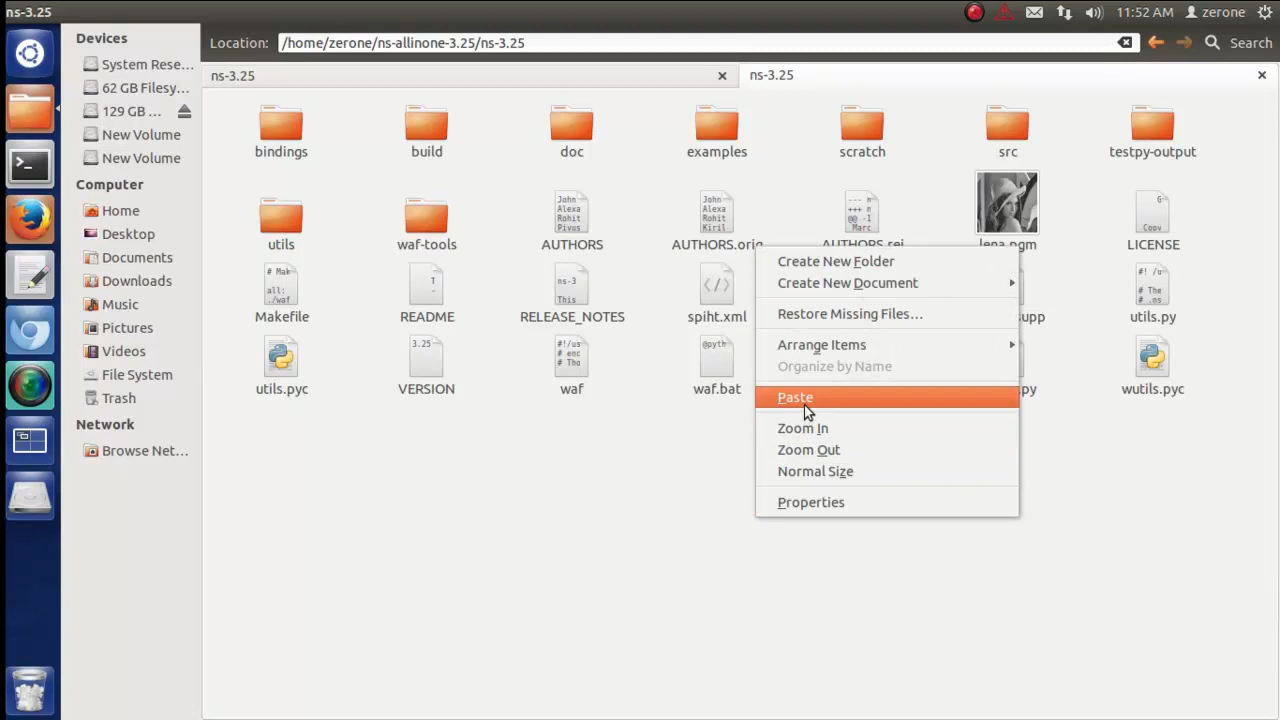 ns-3.25
11:52 AM
zerone
Devices
System Rese...
62 GB Filesy...
129 GB ...
New Volume
New Volume
Computer
Home
Desktop
Documents
Downloads
Music
Pictures
Videos
File System
Trash
Network
Browse Net...
Location:
/home/zerone/ns-allinone-3.25/ns-3.25
Search
ns-3.25
ns-3.25
bindings
build
doc
examples
scratch
src
testpy-output
utils
waf-tools
AUTHORS
AUTHORS.orig
AUTHORS.rej
lena.pgm
LICENSE
Makefile
README
RELEASE_NOTES
spiht.xml
supp
utils.py
utils.pyc
VERSION
waf
waf.bat
py
wutils.pyc
Create New Folder
Create New Document
Restore Missing Files...
Arrange Items
Organize by Name
Paste
Zoom In
Zoom Out
Normal Size
Properties